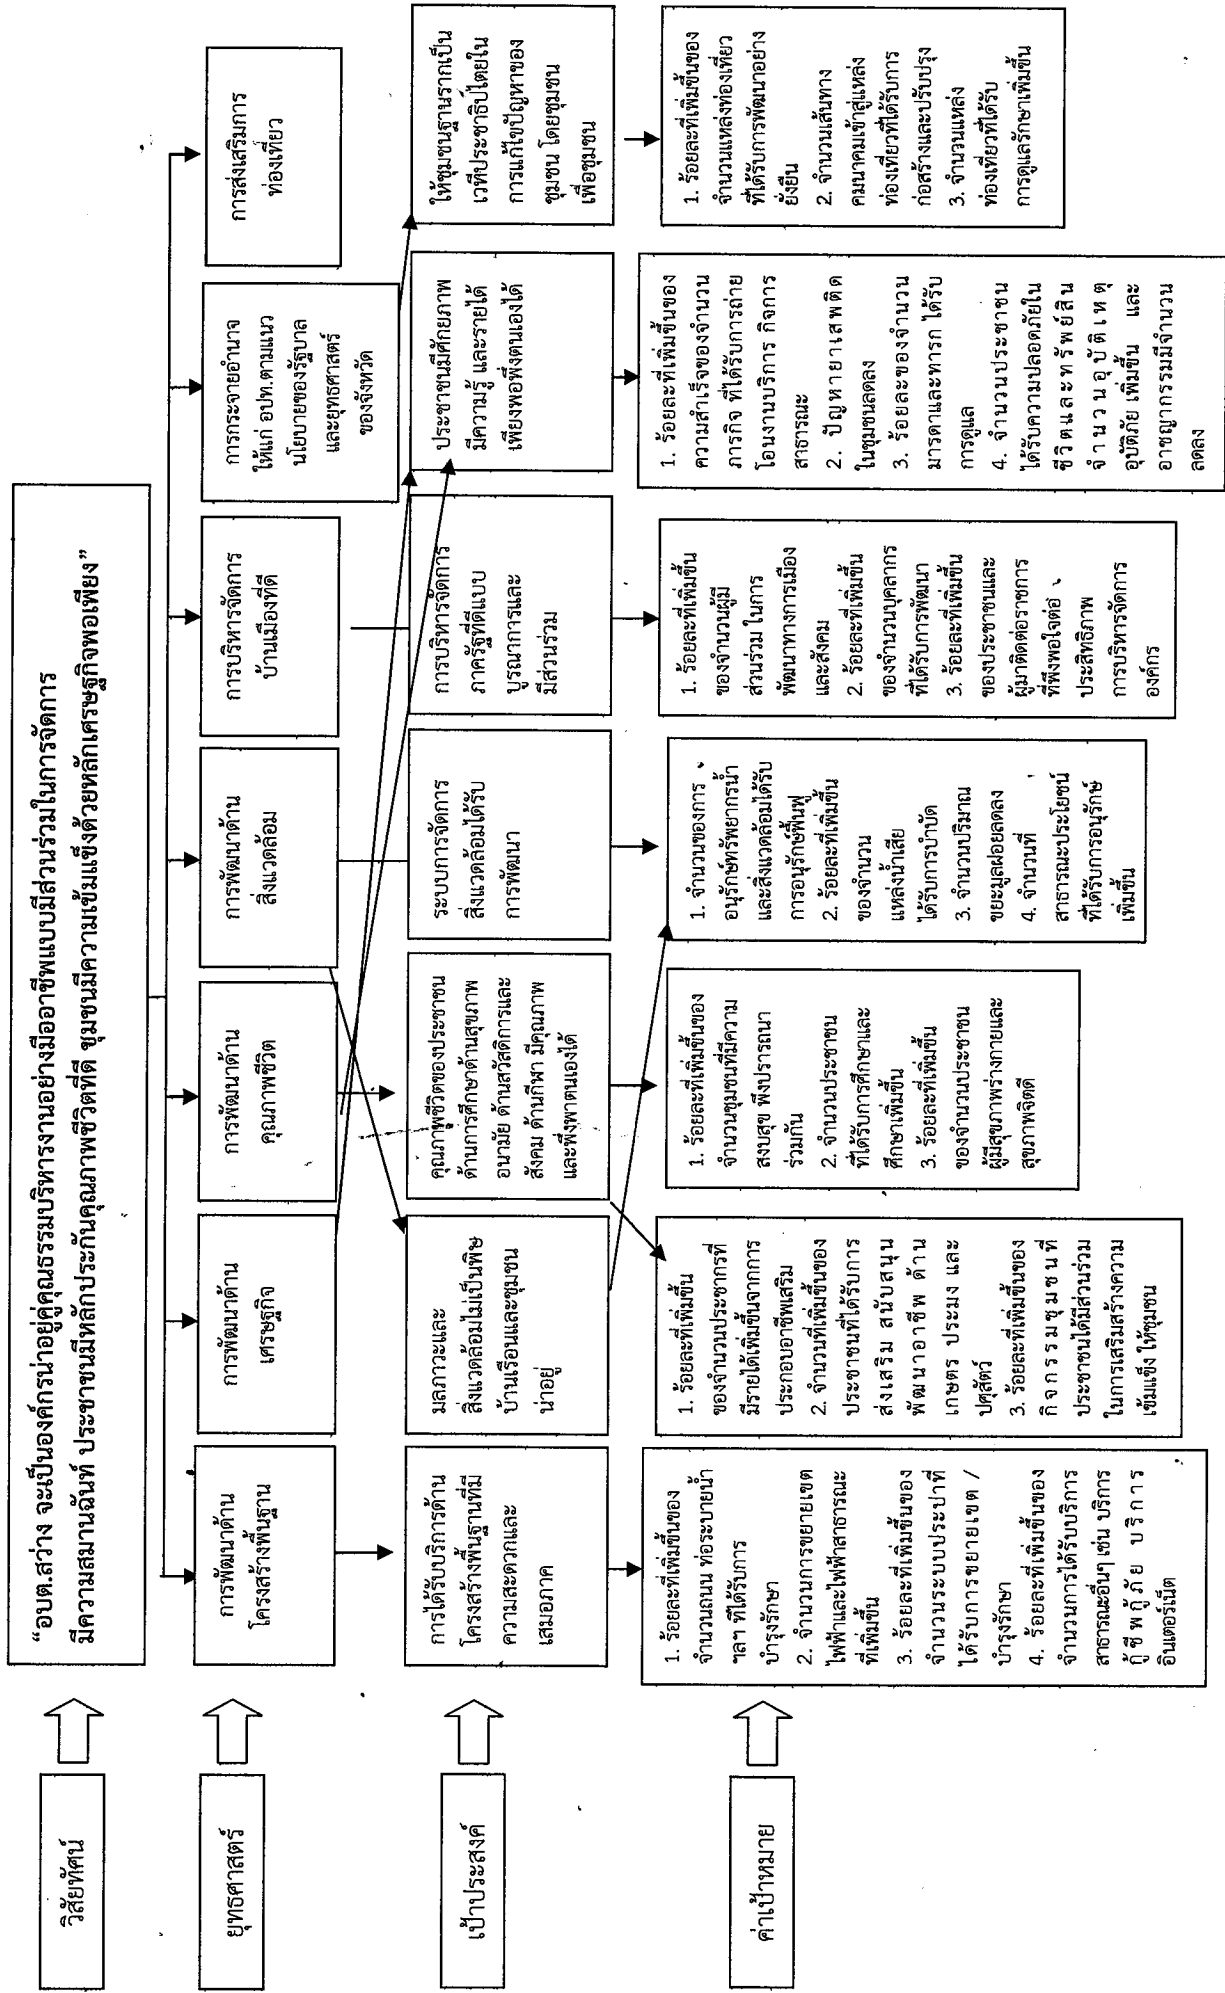 วิสัยทัศน์
“อบต.สว่าง จะเป็นองค์กรน่าอยู่คู่คุณธรรมบริหารงานอย่างมืออาชีพแบบมีส่วนร่วมในการจัดการ
มีความสมานฉันท์ ประชาชนมีหลักประกันคุณภาพชีวิตที่ดี ชุมชนมีความเข้มแข็งด้วยหลักเศรษฐกิจพอเพียง”
ยุทธศาสตร์
การพัฒนาด้าน
โครงสร้างพื้นฐาน
การพัฒนาด้าน
เศรษฐกิจ
การพัฒนาด้าน
คุณภาพชีวิต
การพัฒนาด้าน
สิ่งแวดล้อม
การบริหารจัดการ
บ้านเมืองที่ดี
การกระจายอำนาจ
ให้แก่ อปท.ตามแนว
นโยบายของรัฐบาล
และยุทธศาสตร์
ของจังหวัด
การส่งเสริมการ
ท่องเที่ยว
เป้าประสงค์
การได้รับบริการด้าน
โครงสร้างพื้นฐานที่มี
ความสะดวกและ
เสมอภาค
มลภาวะและ
สิ่งแวดล้อมไม่เป็นพิษ
บ้านเรือนและชุมชน
น่าอยู่
คุณภาพชีวิตของประชาชน
ด้านการศึกษาด้านสุขภาพ
อนามัย ด้านสวัสดิการและ
สังคม ด้านกีฬา มีคุณภาพ
และพึ่งพาตนเองได้
ระบบการจัดการ
สิ่งแวดล้อมได้รับ
การพัฒนา
การบริหารจัดการ
ภาครัฐที่ดีแบบ
บูรณาการและ
มีส่วนร่วม
ประชาชนมีศักยภาพ
มีความรู้ และรายได้
เพียงพอพึ่งตนเองได้
ให้ชุมชนฐานรากเป็น
เวทีประชาธิปไตยใน
การแก้ไขปัญหาของ
ชุมชน โดยชุมชน
เพื่อชุมชน
ค่าเป้าหมาย
1. ร้อยละที่เพิ่มขึ้นของ
จำนวนถนน ท่อระบายน้ำ
ฯลฯ ที่ได้รับการ
บำรุงรักษา
2. จำนวนการขยายเขต
ไฟฟ้าและไฟฟ้าสาธารณะ
ที่เพิ่มขึ้น
3. ร้อยละที่เพิ่มขึ้นของ
จำนวนระบบประปาที่
ได้รับการขยายเขต /
บำรุงรักษา
4. ร้อยละที่เพิ่มขึ้นของ
จำนวนการได้รับบริการ
สาธารณะอื่นๆ เช่น บริการ
กู้ชีพกู้ภัย บริการ
อินเตอร์เน็ต
1. ร้อยละที่เพิ่มขึ้น
ของจำนวนประชากรที่
มีรายได้เพิ่มขึ้นจากการ
ประกอบอาชีพเสริม
2. จำนวนที่เพิ่มขึ้นของ
ประชาชนที่ได้รับการ
ส่งเสริม สนับสนุน
พัฒนาอาชีพ ด้าน
เกษตร ประมง และ
ปศุสัตว์
3. ร้อยละที่เพิ่มขึ้นของ
กิจกรรมชุมชนที่
ประชาชนได้มีส่วนร่วม
ในการเสริมสร้างความ
เข้มแข็ง ให้ชุมชน
1. ร้อยละที่เพิ่มขึ้นของ
จำนวนชุมชนที่มีความ
สงบสุข พึงปรารถนา
ร่วมกัน
2. จำนวนประชาชน
ที่ได้รับการศึกษาและ
ศึกษาเพิ่มขึ้น
3. ร้อยละที่เพิ่มขึ้น
ของจำนวนประชาชน
ผู้มีสุขภาพร่างกายและ
สุขภาพจิตดี
1. จำนวนของการ
อนุรักษ์ทรัพยากรน้ำ
และสิ่งแวดล้อมได้รับ
การอนุรักษ์ฟื้นฟู
2. ร้อยละที่เพิ่มขึ้น
ของจำนวน
แหล่งน้ำเสีย
ได้รับการบำบัด
3. จำนวนปริมาณ
ขยะมูลฝอยลดลง
4. จำนวนที่
สาธารณะประโยชน์
ที่ได้รับการอนุรักษ์
เพิ่มขึ้น
1. ร้อยละที่เพิ่มขึ้น
ของจำนวนผู้มี
ส่วนร่วม ในการ
พัฒนาทางการเมือง
และสังคม
2. ร้อยละที่เพิ่มขึ้น
ของจำนวนบุคลากร
ที่ได้รับการพัฒนา
3. ร้อยละที่เพิ่มขึ้น
ของประชาชนและ
ผู้มาติดต่อราชการ
ที่พึงพอใจต่อ
ประสิทธิภาพ
การบริหารจัดการ
องค์กร
1. ร้อยละที่เพิ่มขึ้นของ
ความสำเร็จของจำนวน
ภารกิจ ที่ได้รับการถ่าย
โอนงานบริการ กิจการ
สาธารณะ
2. ปัญหายาเสพติด
ในชุมชนลดลง
3. ร้อยละของจำนวน
มารดาและทารก ได้รับ
การดูแล
4. จำนวนประชาชน
ได้รับความปลอดภัยใน
ชีวิตและทรัพย์สิน
จำนวนอุบัติเหตุ
อุบัติภัย เพิ่มขึ้น และ
อาชญากรรมมีจำนวน
ลดลง
1. ร้อยละที่เพิ่มขึ้นของ
จำนวนแหล่งท่องเที่ยว
ที่ได้รับการพัฒนาอย่าง
ยั่งยืน
2. จำนวนเส้นทาง
คมนาคมเข้าสู่แหล่ง
ท่องเที่ยวที่ได้รับการ
ก่อสร้างและปรับปรุง
3. จำนวนแหล่ง
ท่องเที่ยวที่ได้รับ
การดูแลรักษาเพิ่มขึ้น